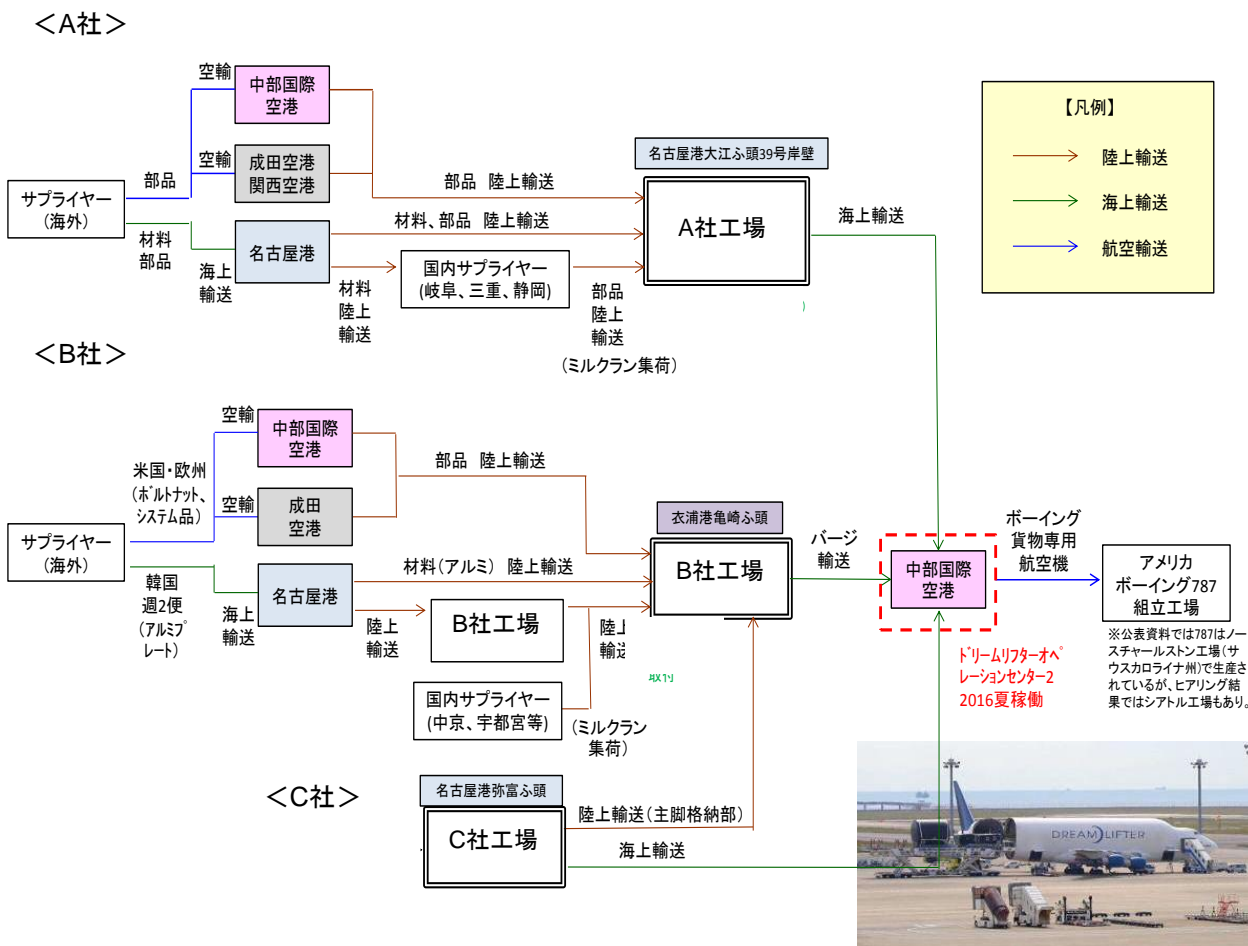 ＜A社＞
空輸
中部国際
空港
空輸
成田空港
関西空港
部品
サプライヤー
(海外)
材料
部品
海上
輸送
名古屋港
部品 陸上輸送
材料、部品 陸上輸送
材料
陸上
輸送
国内サプライヤー
(岐阜、三重、静岡)
部品
陸上
輸送
(ミルクラン集荷)
名古屋港大江ふ頭39号岸壁
A社工場
海上輸送
【凡例】
陸上輸送
海上輸送
航空輸送
＜B社＞
空輸
中部国際
空港
米国・欧州
(ﾎﾞﾙﾄﾅｯﾄ、
ｼｽﾃﾑ品)
空輸
成田
空港
サプライヤー
(海外)
韓国
週2便
(ｱﾙﾐﾌﾟ
ﾚｰﾄ)
海上
輸送
名古屋港
部品 陸上輸送
材料(アルミ) 陸上輸送
陸上
輸送
B社工場
陸上
輸送
国内サプライヤー
(中京、宇都宮等)
(ミルクラン
集荷)
衣浦港亀崎ふ頭
B社工場
取付
バージ
輸送
中部国際
空港
ボーイング
貨物専用
航空機
アメリカ
ボーイング787
組立工場
※公表資料では787はノー
スチャールストン工場(サ
ウスカロライナ州)で生産さ
れているが、ヒアリング結
果ではシアトル工場もあり。
ﾄﾞﾘｰﾑﾘﾌﾀｰｵﾍﾟ
ﾚｰｼｮﾝｾﾝﾀｰ2
2016夏稼働
＜C社＞
名古屋港弥富ふ頭
C社工場
陸上輸送(主脚格納部)
海上輸送
DREAMLIFTER